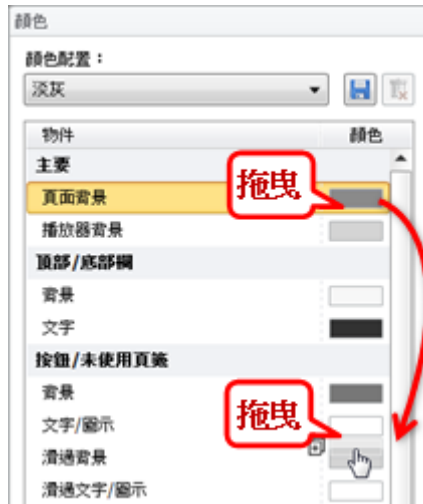 顏色
顏色配置：
淡灰
物件 顏色
主要
頁面背景
拖曳
播放器背景
頂部/底部欄
背景
文字
按鈕/未使用頁籤
背景
文字/圖示
拖曳
滑過背景
滑過文字/圖示